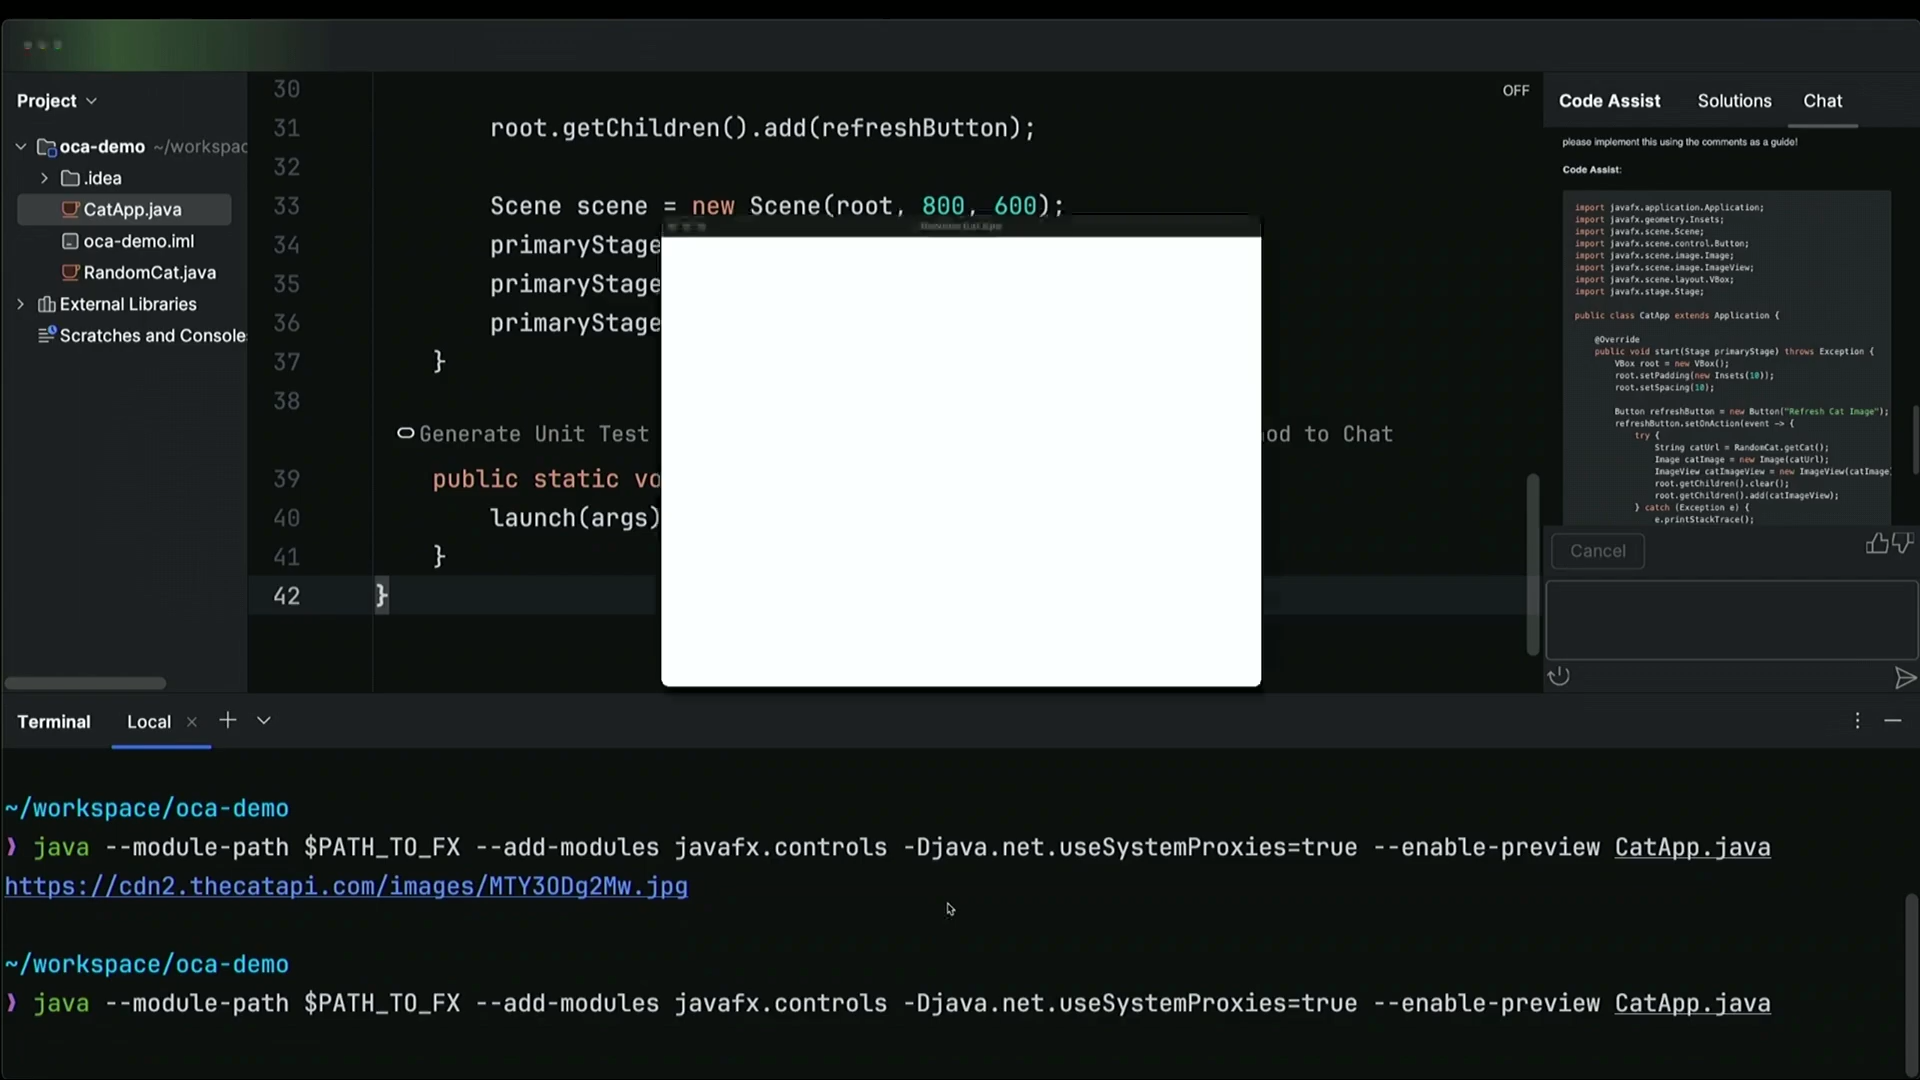 Project
oca-demo ~/workspac
.idea
CatApp.java
oca-demo.iml
RandomCat.java
External Libraries
Scratches and Console
30
31 root.getChildren().add(refreshButton);
32
33 Scene scene = new Scene(root, 800, 600);
34 primaryStage
35 primaryStage
36 primaryStage
37 }
38
Generate Unit Test od to Chat
39 public static vo
40 launch(args)
41 }
42 }
OFF
Code Assist Solutions Chat
please implement this using the comments as a guide!
Code Assist:
import javafx.application.Application;
import javafx.geometry.Insets;
import javafx.scene.Scene;
import javafx.scene.control.Button;
import javafx.scene.image.Image;
import javafx.scene.image.ImageView;
import javafx.scene.layout.VBox;
import javafx.stage.Stage;
public class CatApp extends Application {
@Override
public void start(Stage primaryStage) throws Exception {
VBox root = new VBox();
root.setPadding(new Insets(10));
root.setSpacing(10);
Button refreshButton = new Button("Refresh Cat Image");
refreshButton.setOnAction(event -> {
try {
String catUrl = RandomCat.getCat();
Image catImage = new Image(catUrl);
ImageView catImageView = new ImageView(catImage
root.getChildren().clear();
root.getChildren().add(catImageView);
} catch (Exception e) {
e.printStackTrace();
Cancel
Terminal Local
~/workspace/oca-demo
❯ java --module-path $PATH_TO_FX --add-modules javafx.controls -Djava.net.useSystemProxies=true --enable-preview CatApp.java
https://cdn2.thecatapi.com/images/MTY3ODg2Mw.jpg
~/workspace/oca-demo
❯ java --module-path $PATH_TO_FX --add-modules javafx.controls -Djava.net.useSystemProxies=true --enable-preview CatApp.java